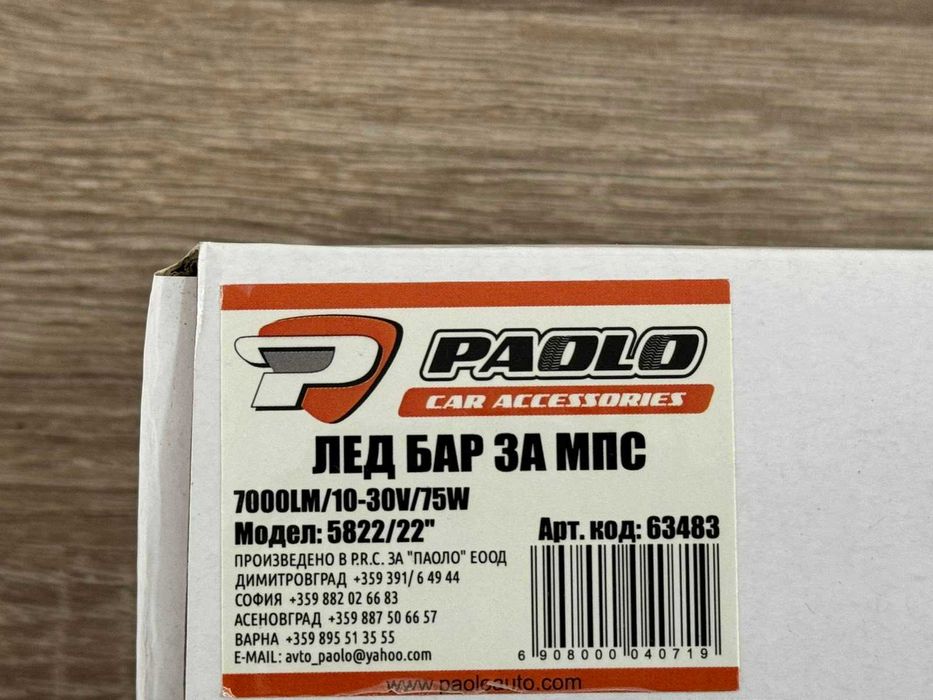 P PAOLO
CAR ACCESSORIES
ЛЕД БАР ЗА МПС
7000LM/10-30V/75W
Модел: 5822/22" Арт. код: 63483
ПРОИЗВЕДЕНО В P.R.C. ЗА "ПАОЛО" ЕООД
ДИМИТРОВГРАД +359 391/ 6 49 44
СОФИЯ +359 882 02 66 83
АСЕНОВГРАД +359 887 50 66 57
ВАРНА +359 895 51 35 55
E-MAIL: avto_paolo@yahoo.com
6 908000 040719
www.paoloauto.com